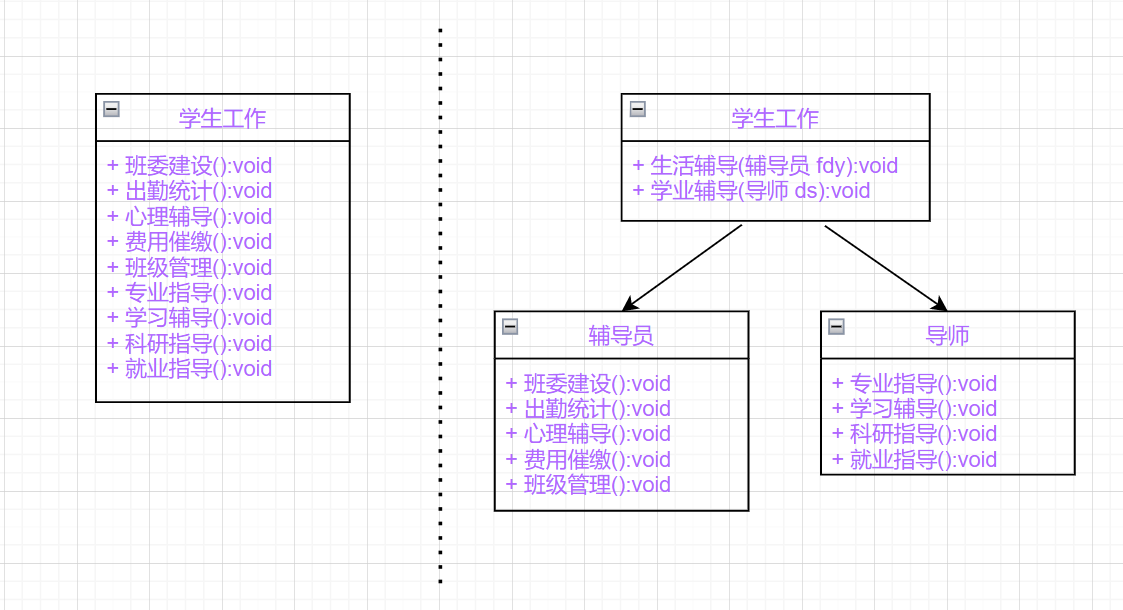 学生工作
+ 班委建设():void
+ 出勤统计():void
+ 心理辅导():void
+ 费用催缴():void
+ 班级管理():void
+ 专业指导():void
+ 学习辅导():void
+ 科研指导():void
+ 就业指导():void
学生工作
+ 生活辅导(辅导员 fdy):void
+ 学业辅导(导师 ds):void
辅导员
+ 班委建设():void
+ 出勤统计():void
+ 心理辅导():void
+ 费用催缴():void
+ 班级管理():void
导师
+ 专业指导():void
+ 学习辅导():void
+ 科研指导():void
+ 就业指导():void